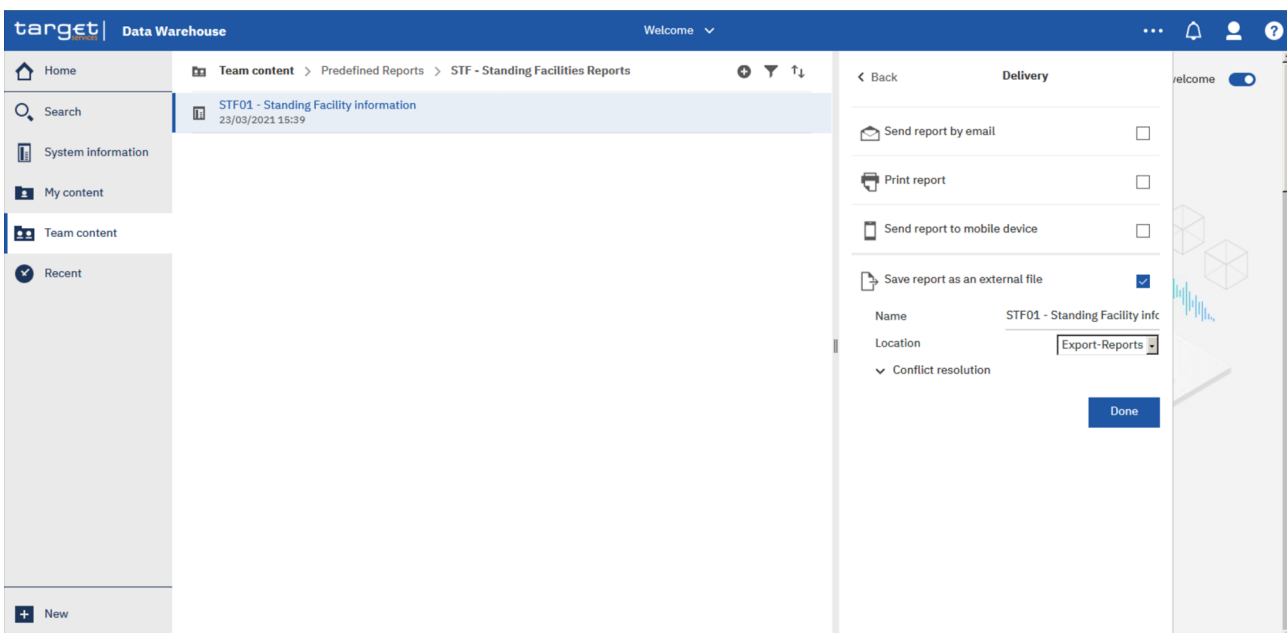 target services | Data Warehouse
Welcome
?
Home
Search
System information
My content
Team content
Recent
New
Team content > Predefined Reports > STF - Standing Facilities Reports
STF01 - Standing Facility information
23/03/2021 15:39
Back
Delivery
Send report by email
Print report
Send report to mobile device
Save report as an external file
Name STF01 - Standing Facility info
Location Export-Reports
Conflict resolution
Done
elcome